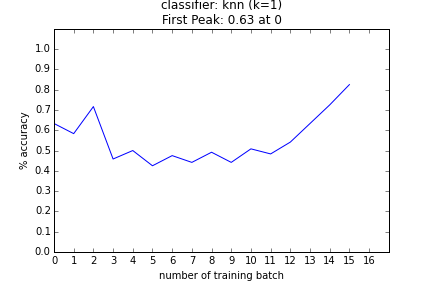 classifier: knn (k=1)
First Peak: 0.63 at 0
1.0
0.9
0.8
0.7
0.6
0.5
0.4
0.3
0.2
0.1
0.0
% accuracy
0 1 2 3 4 5 6 7 8 9 10 11 12 13 14 15 16
number of training batch